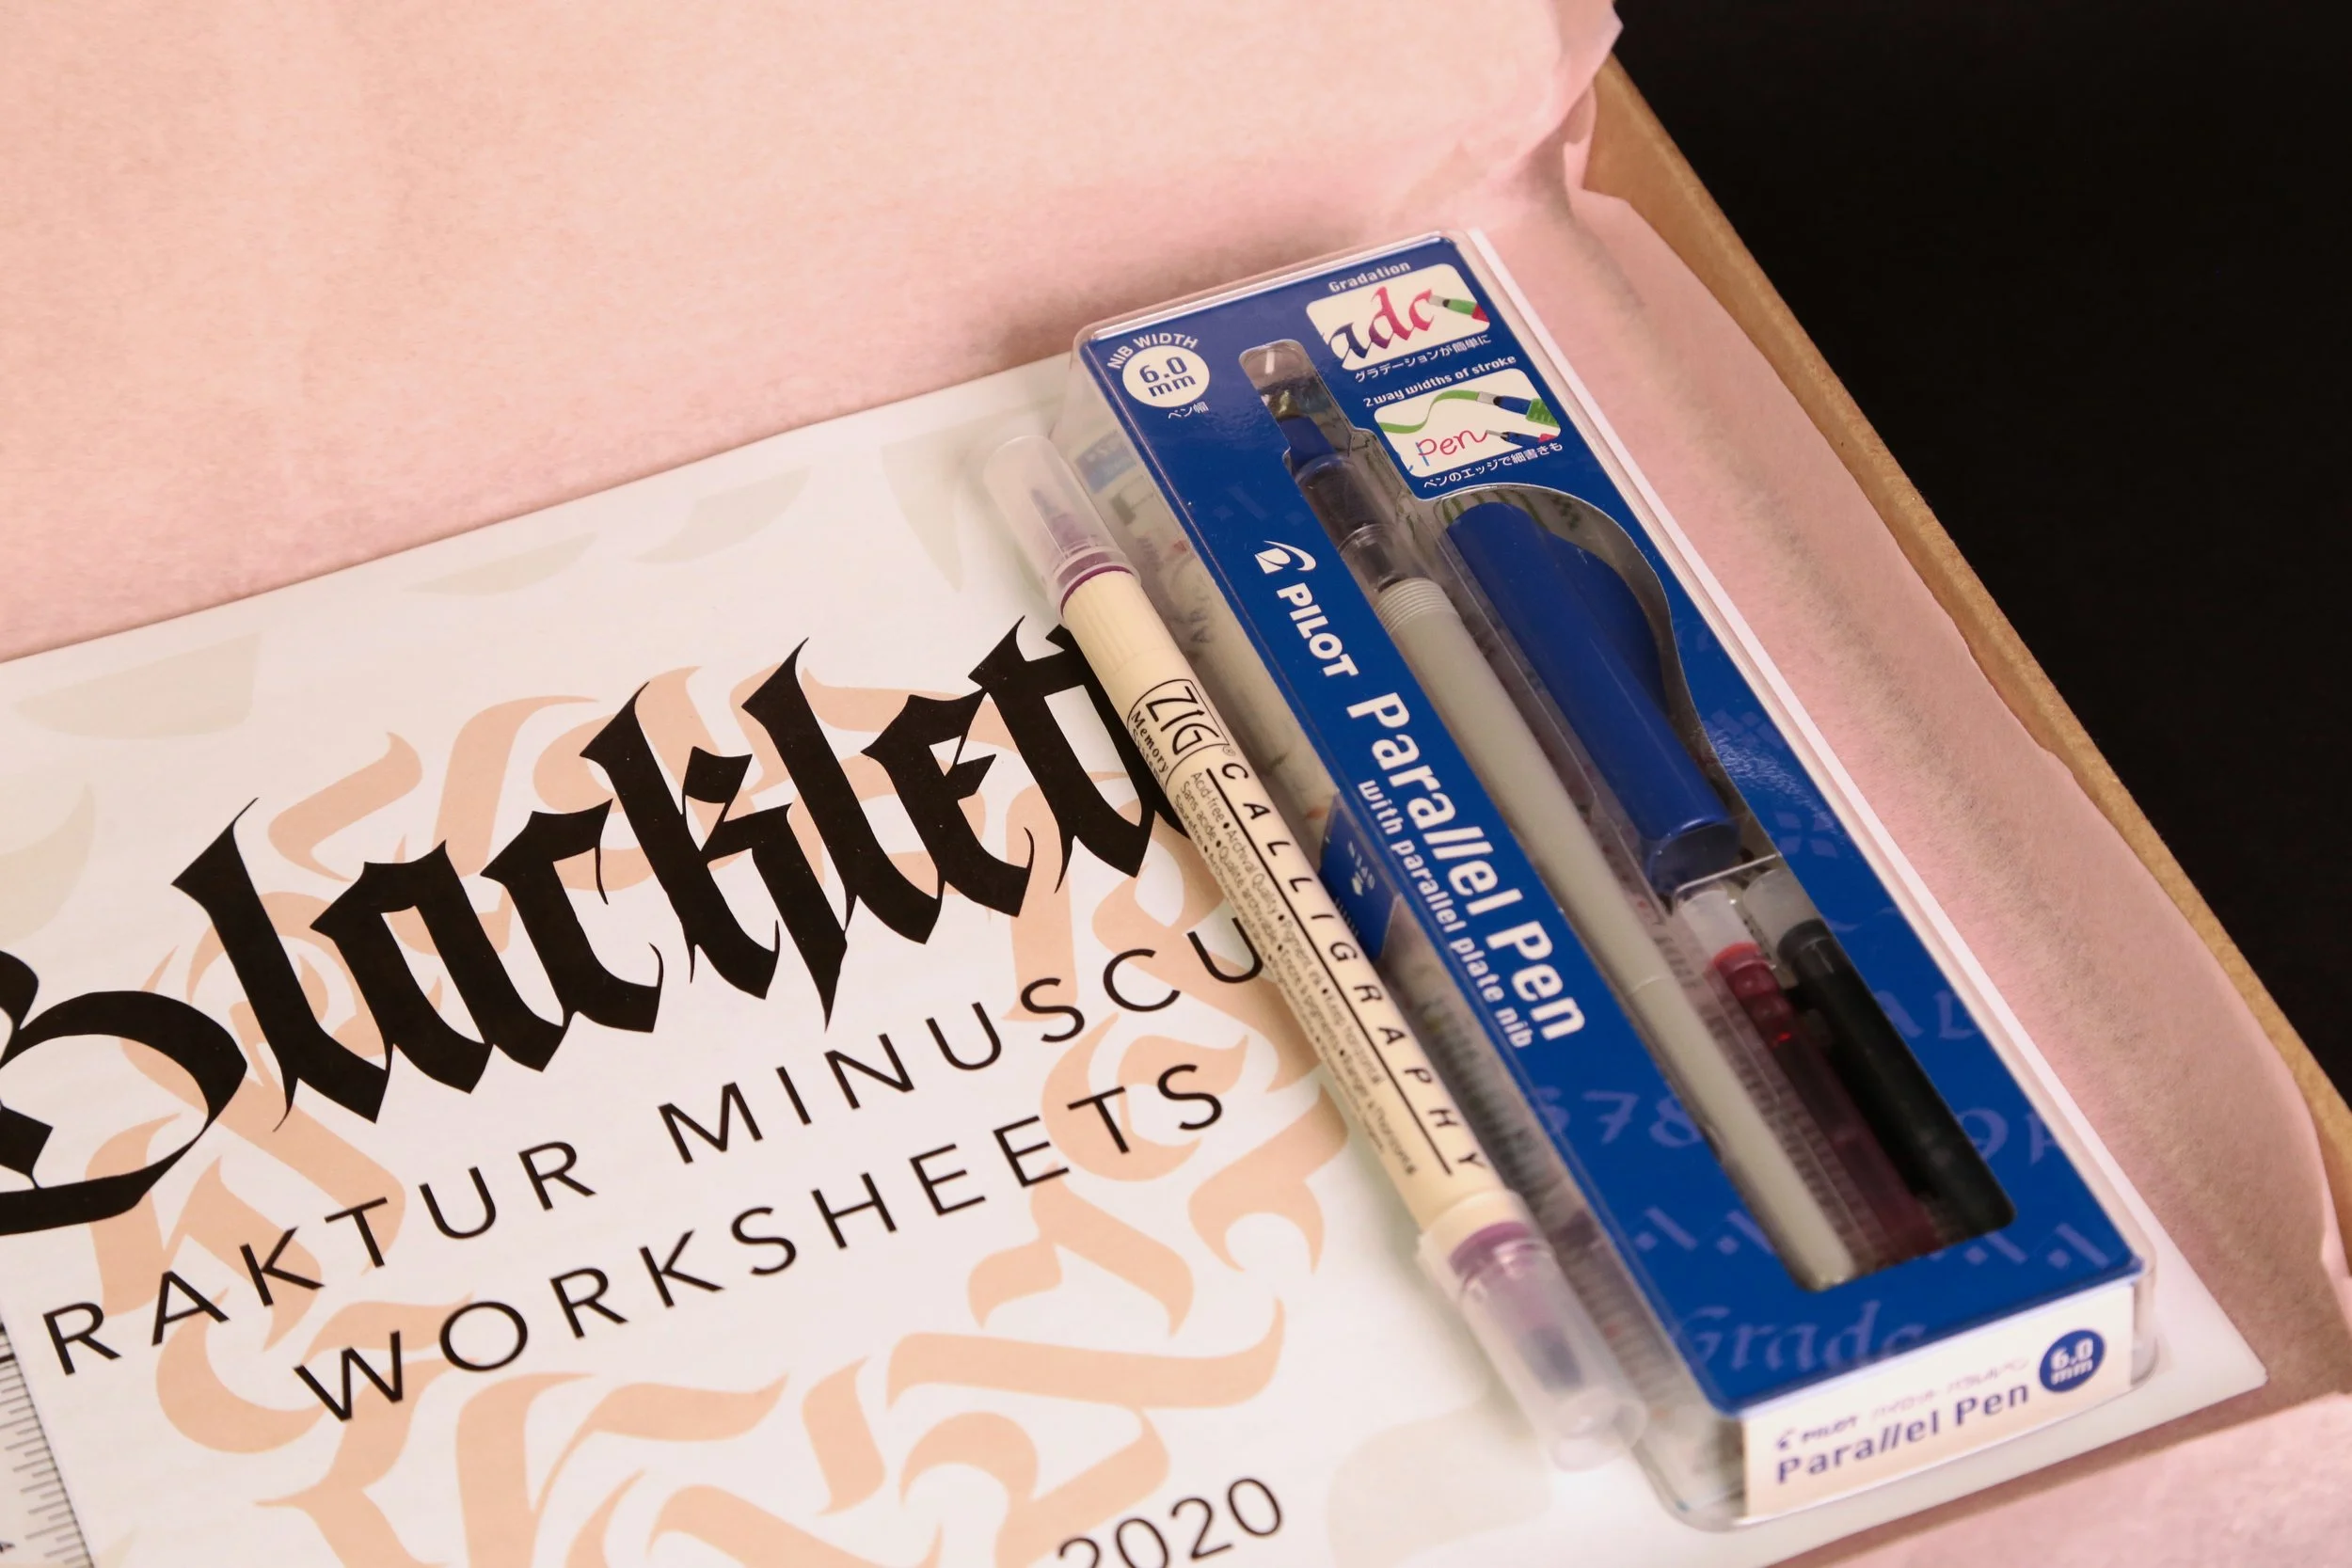 Blacklett
RAKTUR MINUSCU
WORKSHEETS
2020
ZIG®
Memory
CALLIGRAPHY
Acid-free • Archival Quality
NIB WIDTH
6.0
mm
ペン幅
Gradation
adc
グラデーションが簡単に
2 way widths of stroke
Pen
ペンのエッジで細書きも
PILOT Parallel Pen
with parallel plate nib
Grade
PILOT
Parallel Pen
6.0
mm